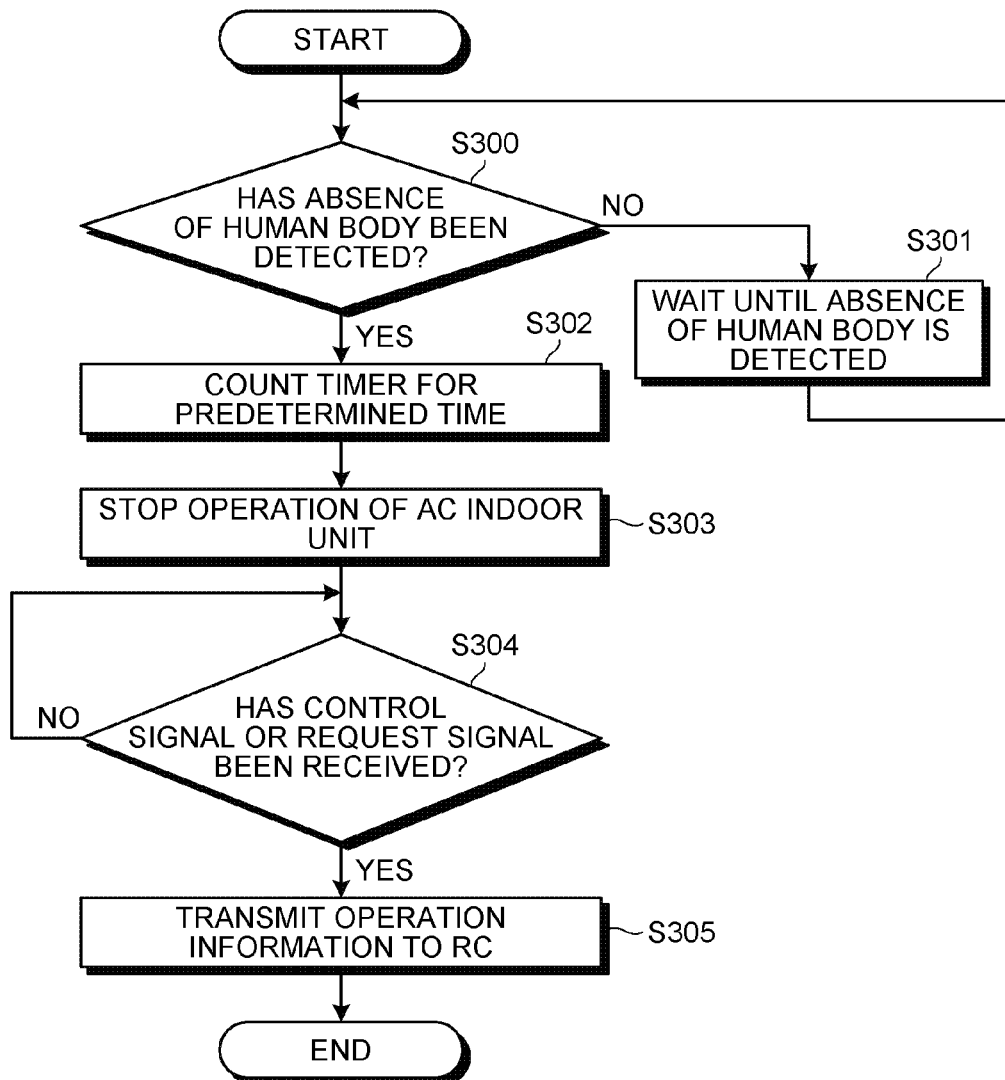 START
S300
HAS ABSENCE
OF HUMAN BODY BEEN
DETECTED?
NO
S301
WAIT UNTIL ABSENCE
OF HUMAN BODY IS
DETECTED
YES
S302
COUNT TIMER FOR
PREDETERMINED TIME
STOP OPERATION OF AC INDOOR
UNIT
S303
S304
HAS CONTROL
SIGNAL OR REQUEST SIGNAL
BEEN RECEIVED?
NO
YES
TRANSMIT OPERATION
INFORMATION TO RC
S305
END